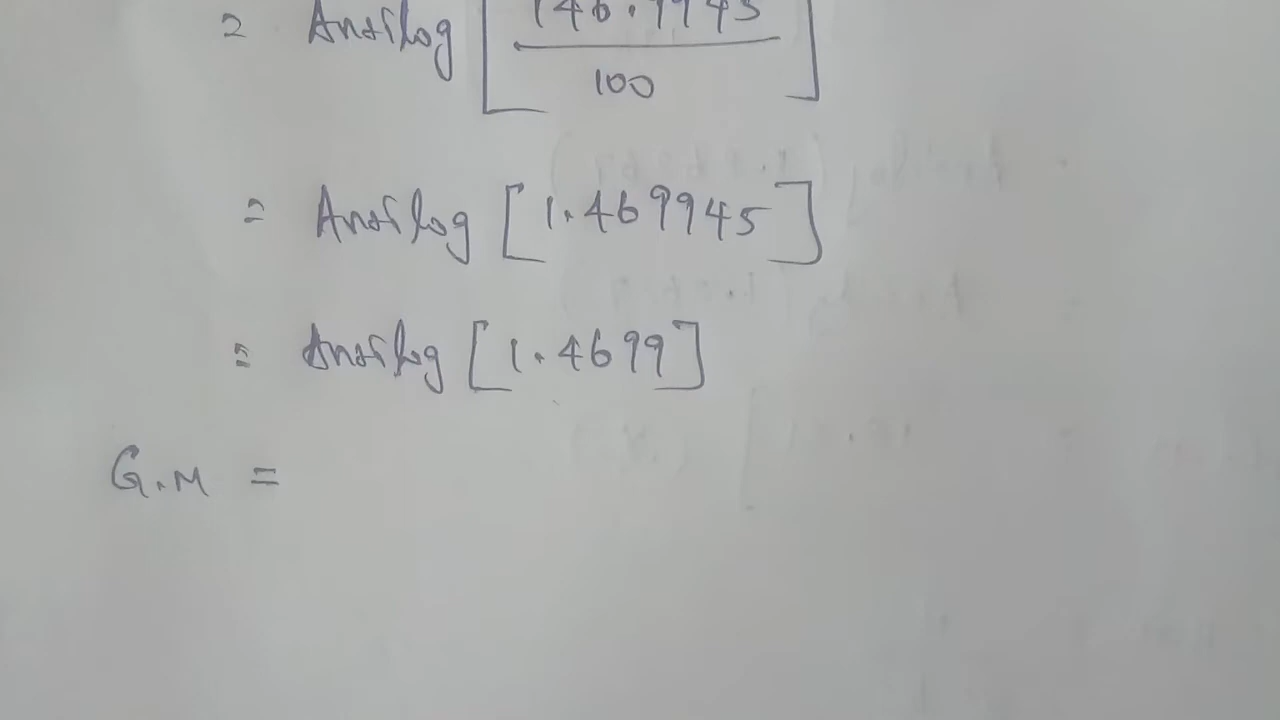 = Antilog [146.9945 / 100]
= Antilog [1.469945]
= Antilog [1.4699]
G.M =